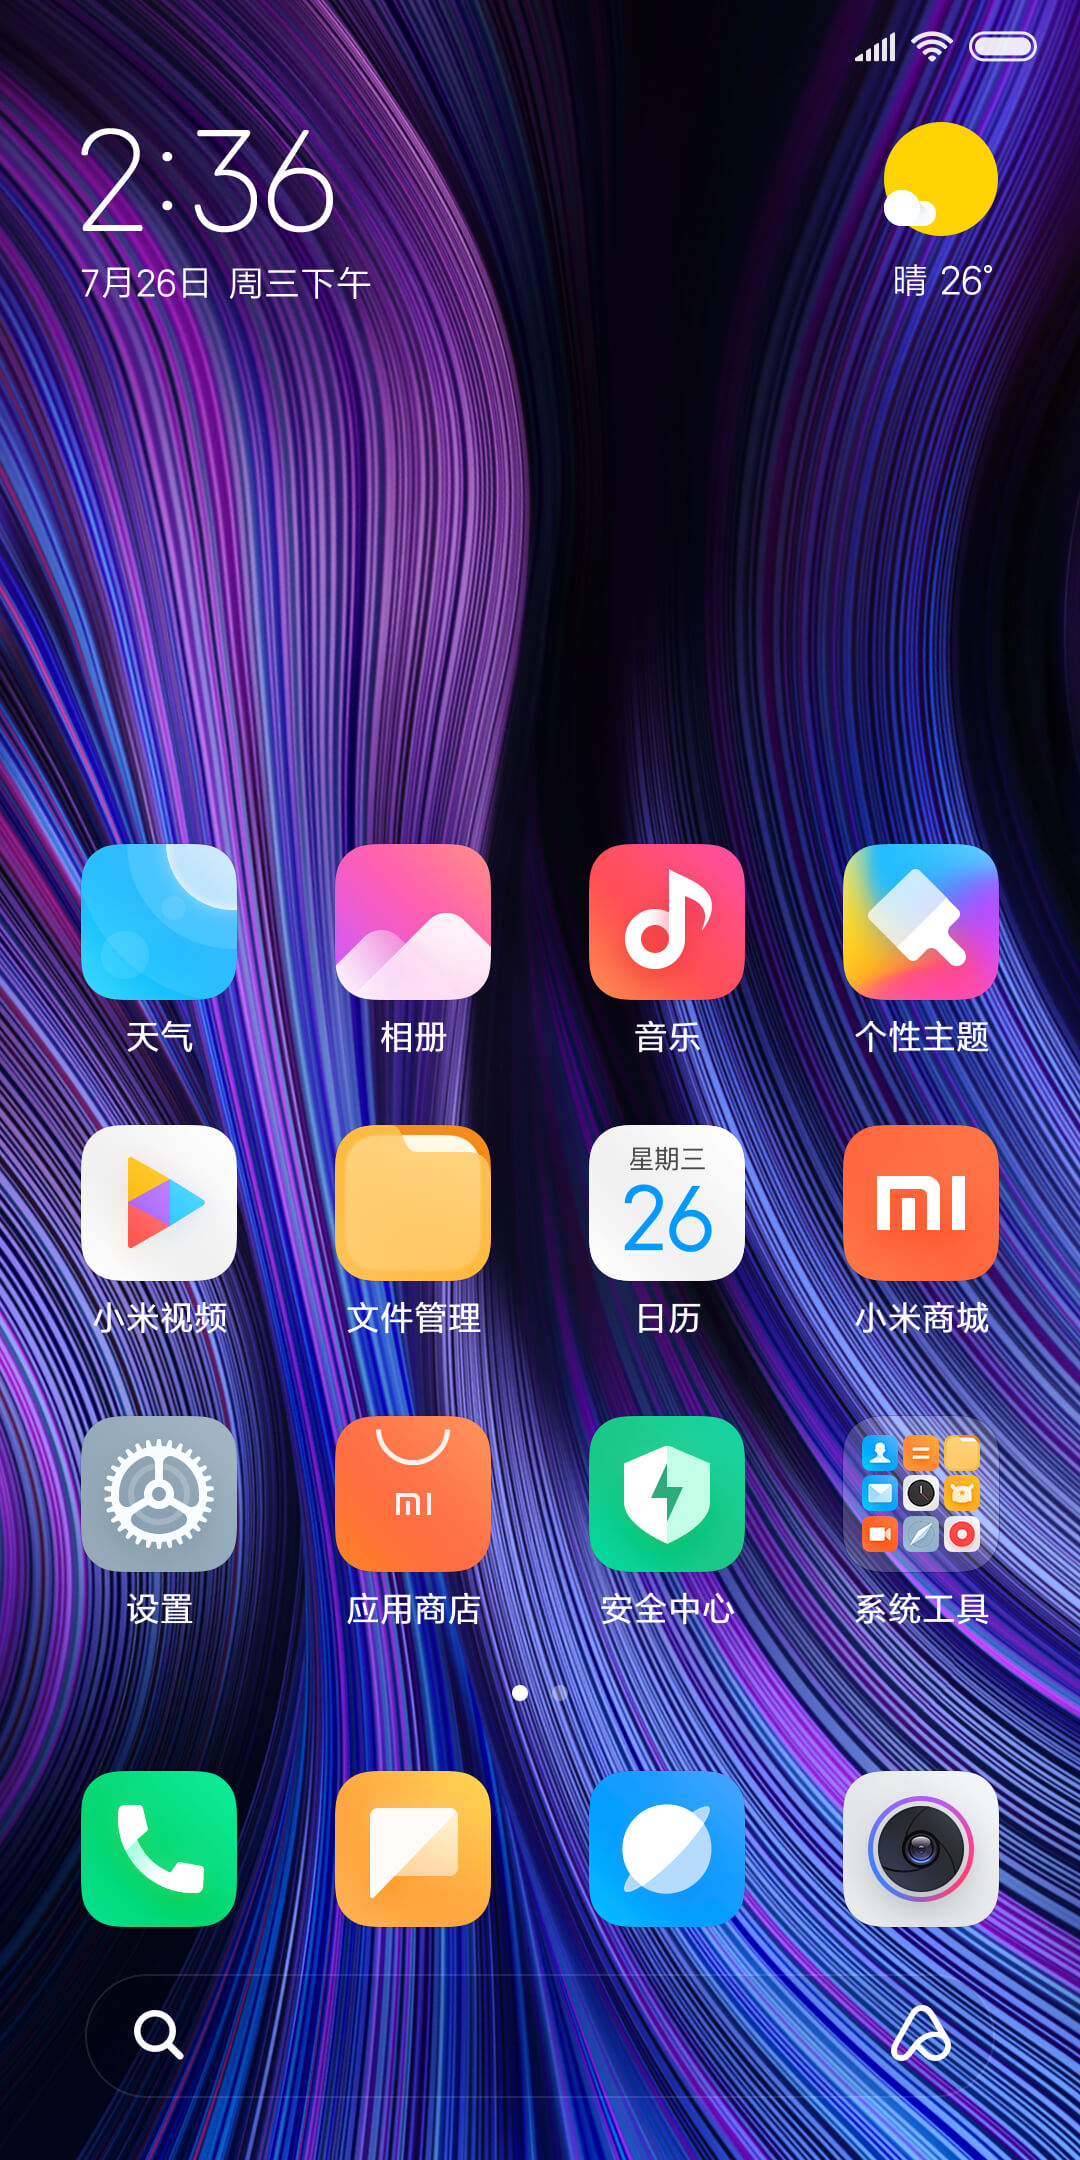 2:36
7月26日 周三下午
晴 26°
天气
相册
音乐
个性主题
星期三
26
mi
小米视频
文件管理
日历
小米商城
mi
设置
应用商店
安全中心
系统工具